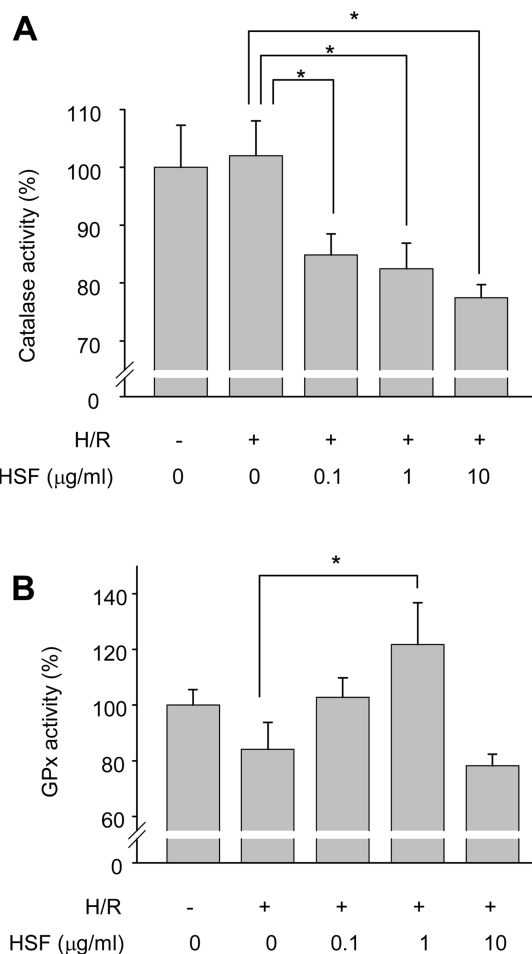 A
*
*
*
110
100
90
80
70
0
Catalase activity (%)
H/R - + + + +
HSF (μg/ml) 0 0 0.1 1 10
B
*
140
120
100
80
60
0
GPx activity (%)
H/R - + + + +
HSF (μg/ml) 0 0 0.1 1 10